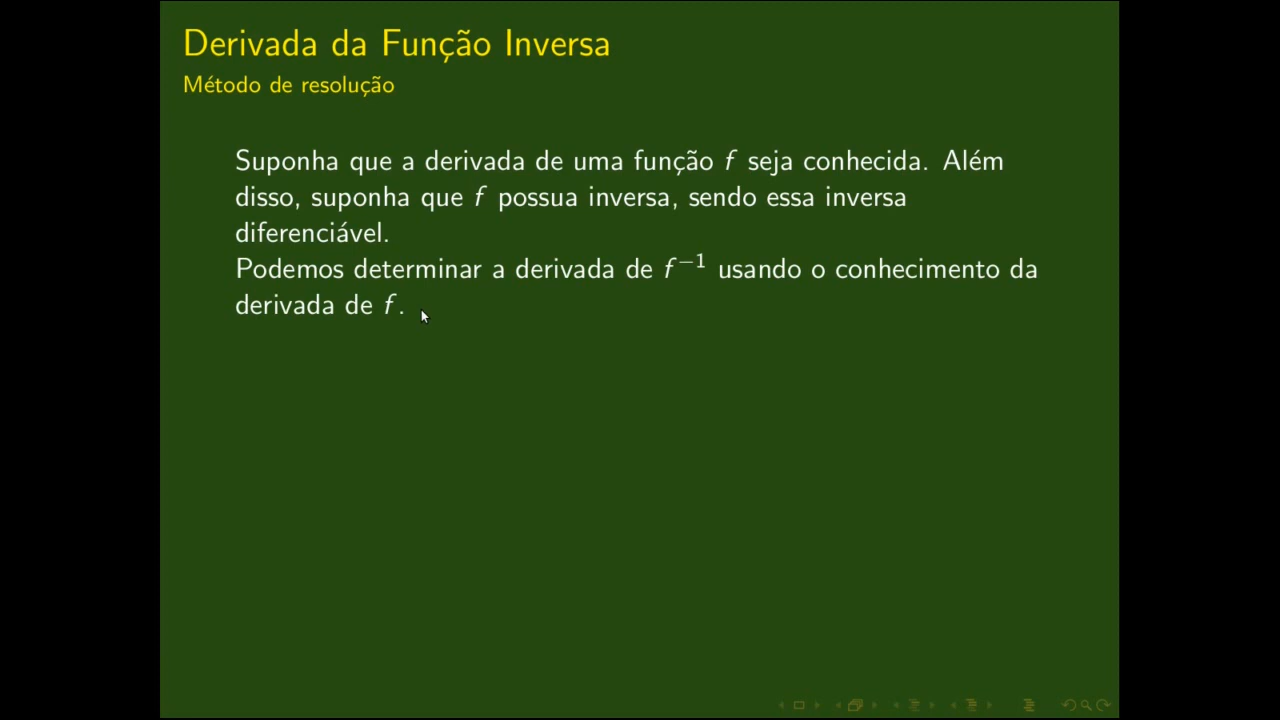 Derivada da Função Inversa
Método de resolução
Suponha que a derivada de uma função f seja conhecida. Além
disso, suponha que f possua inversa, sendo essa inversa
diferenciável.
Podemos determinar a derivada de f⁻¹ usando o conhecimento da
derivada de f.